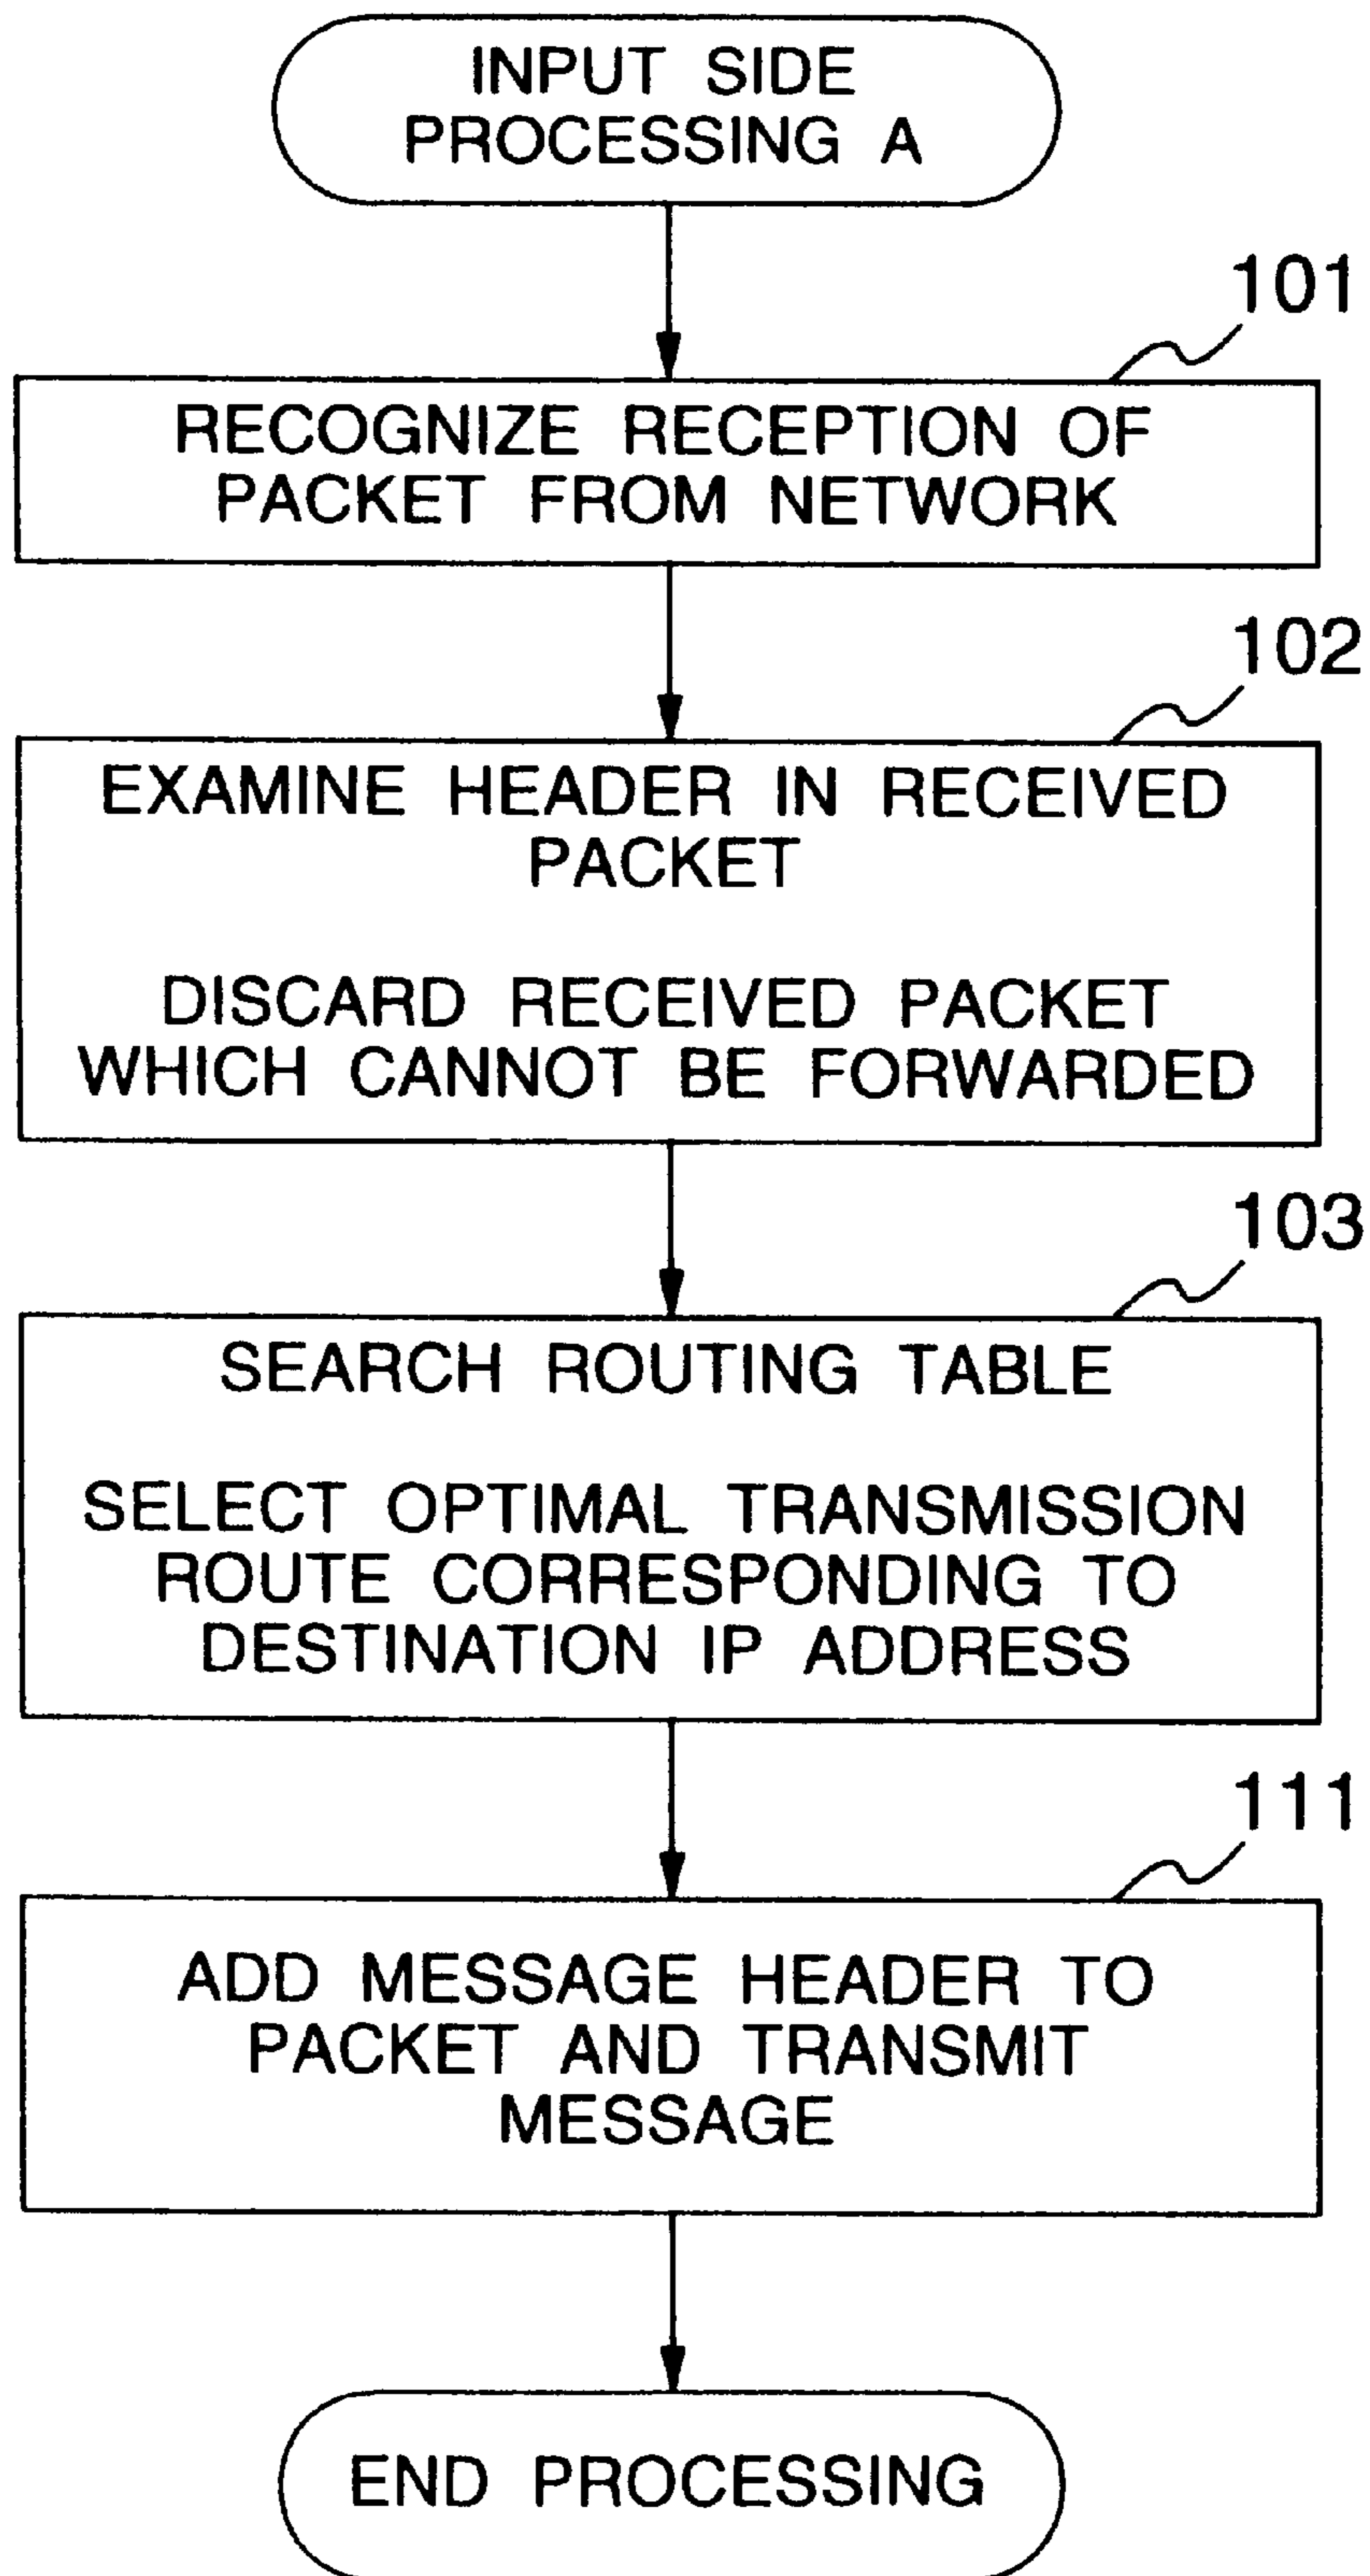 INPUT SIDE
PROCESSING A
101
RECOGNIZE RECEPTION OF
PACKET FROM NETWORK
102
EXAMINE HEADER IN RECEIVED
PACKET
DISCARD RECEIVED PACKET
WHICH CANNOT BE FORWARDED
103
SEARCH ROUTING TABLE
SELECT OPTIMAL TRANSMISSION
ROUTE CORRESPONDING TO
DESTINATION IP ADDRESS
111
ADD MESSAGE HEADER TO
PACKET AND TRANSMIT
MESSAGE
END PROCESSING